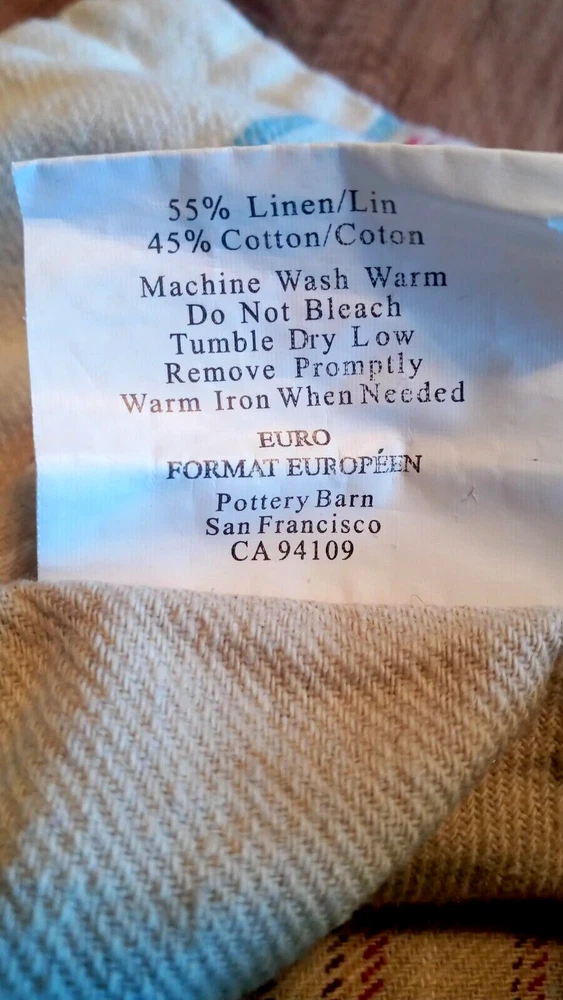 55% Linen/Lin
45% Cotton/Coton
Machine Wash Warm
Do Not Bleach
Tumble Dry Low
Remove Promptly
Warm Iron When Needed
EURO
FORMAT EUROPÉEN
Pottery Barn
San Francisco
CA 94109